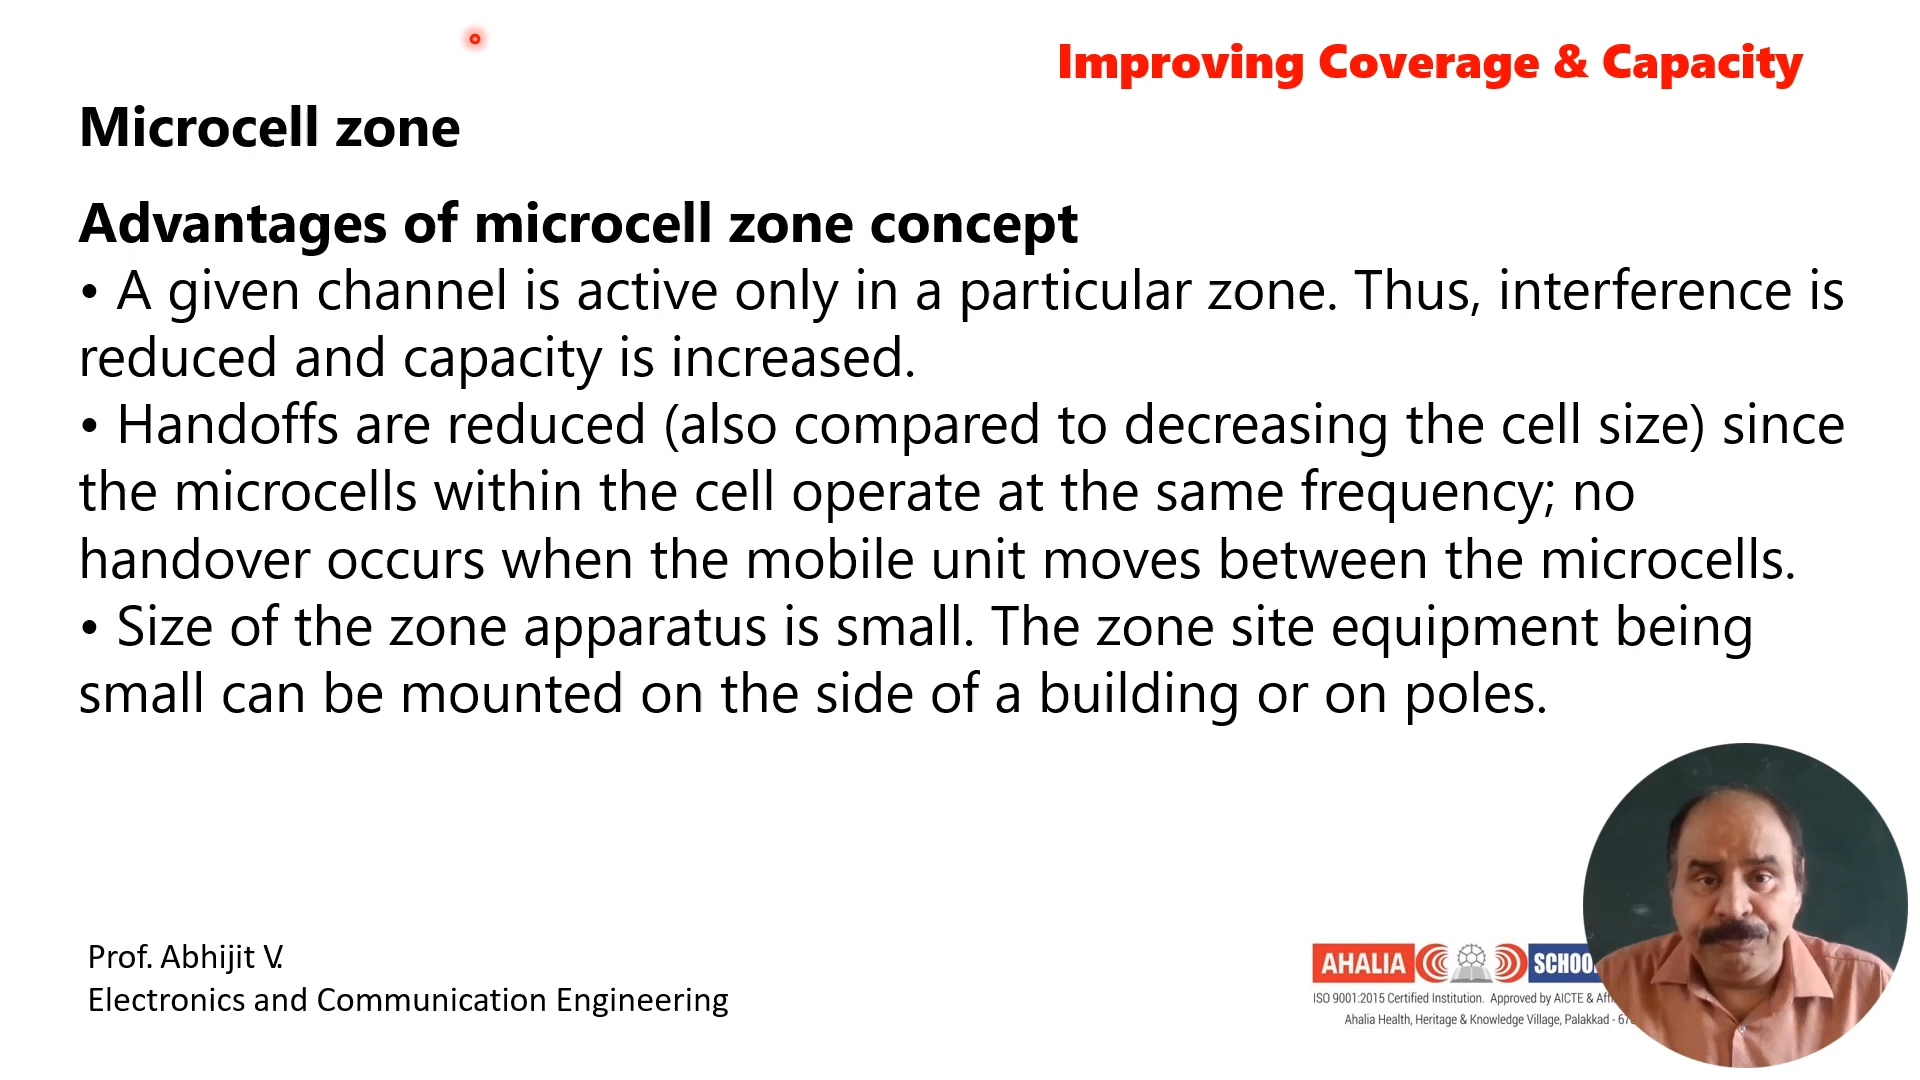 Improving Coverage & Capacity
Microcell zone
Advantages of microcell zone concept
• A given channel is active only in a particular zone. Thus, interference is
reduced and capacity is increased.
• Handoffs are reduced (also compared to decreasing the cell size) since
the microcells within the cell operate at the same frequency; no
handover occurs when the mobile unit moves between the microcells.
• Size of the zone apparatus is small. The zone site equipment being
small can be mounted on the side of a building or on poles.
Prof. Abhijit V.
Electronics and Communication Engineering
AHALIA SCHOO
ISO 9001:2015 Certified Institution. Approved by AICTE &
Ahalia Health, Heritage & Knowledge Village, Palakkad -